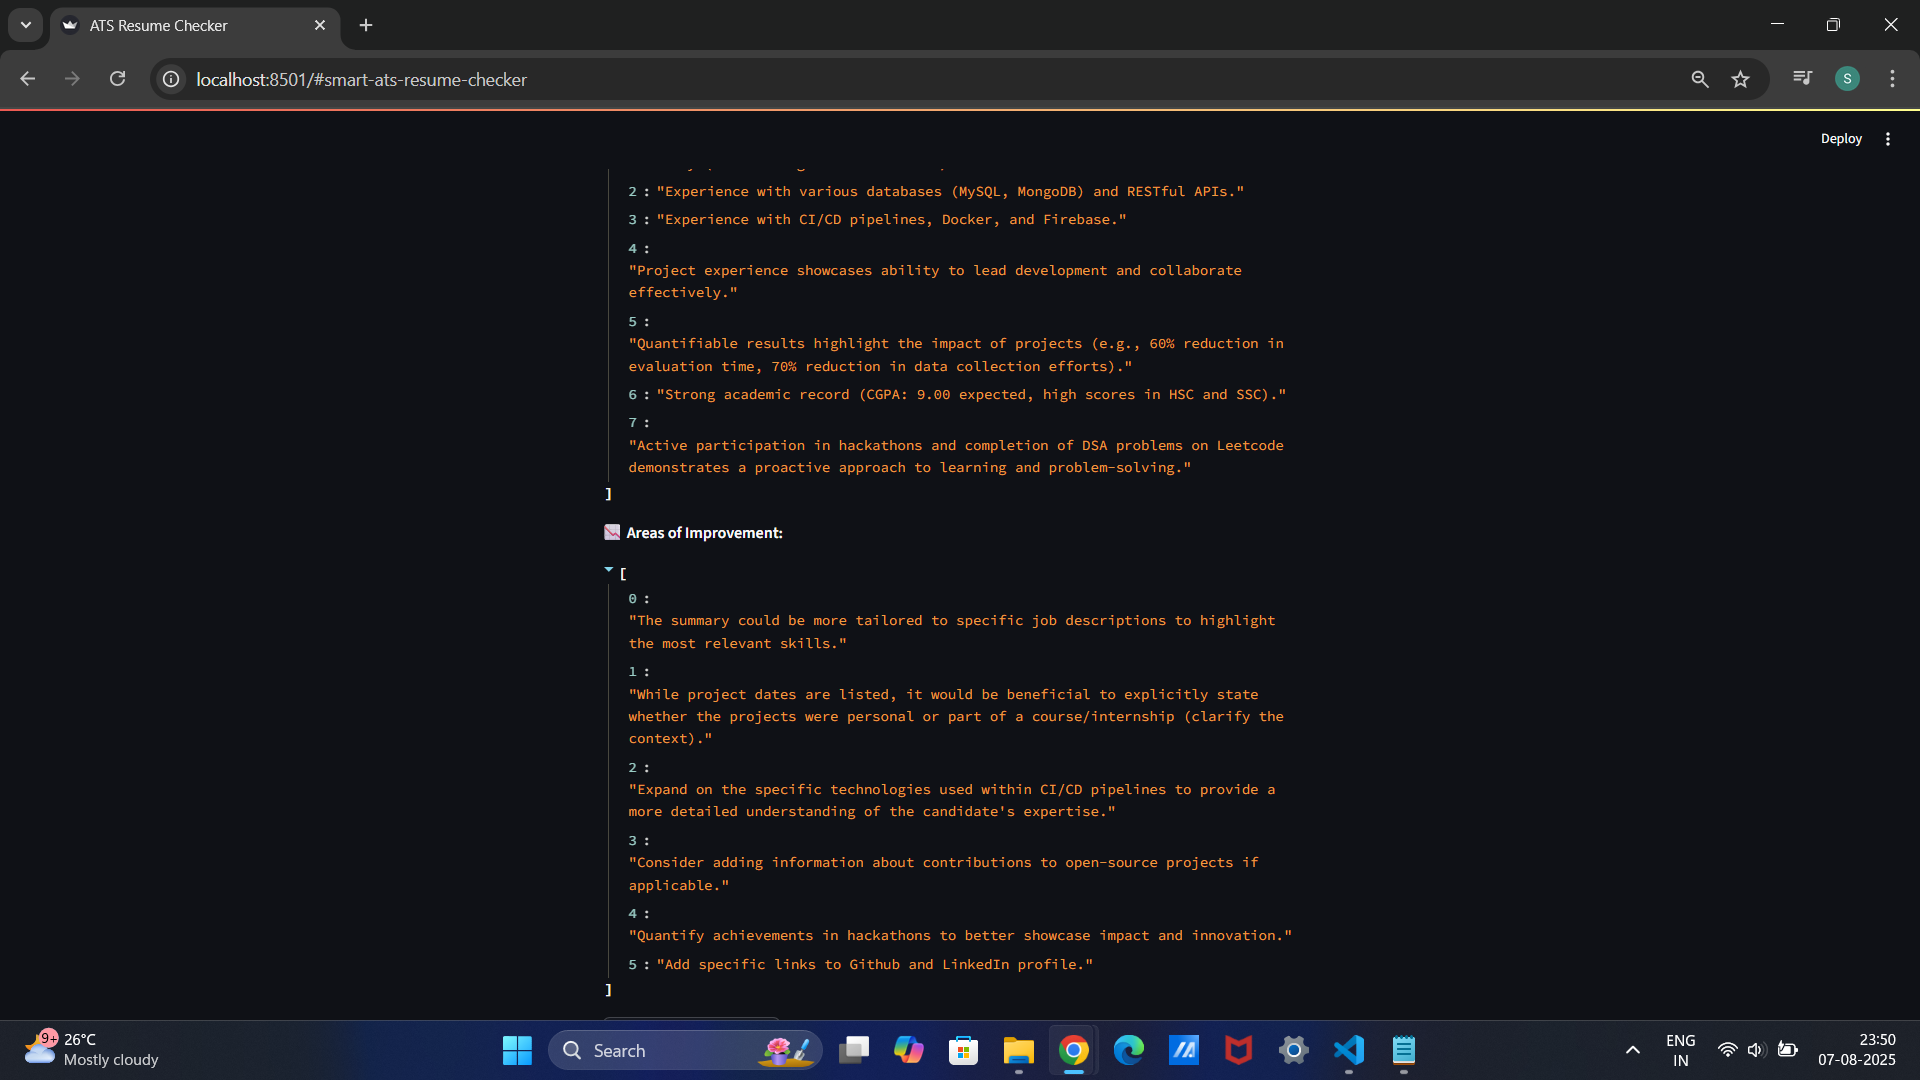 ATS Resume Checker
localhost:8501/#smart-ats-resume-checker
S
Deploy
2 : "Experience with various databases (MySQL, MongoDB) and RESTful APIs."
3 : "Experience with CI/CD pipelines, Docker, and Firebase."
4 :
"Project experience showcases ability to lead development and collaborate
effectively."
5 :
"Quantifiable results highlight the impact of projects (e.g., 60% reduction in
evaluation time, 70% reduction in data collection efforts)."
6 : "Strong academic record (CGPA: 9.00 expected, high scores in HSC and SSC)."
7 :
"Active participation in hackathons and completion of DSA problems on Leetcode
demonstrates a proactive approach to learning and problem-solving."
]
Areas of Improvement:
[
0 :
"The summary could be more tailored to specific job descriptions to highlight
the most relevant skills."
1 :
"While project dates are listed, it would be beneficial to explicitly state
whether the projects were personal or part of a course/internship (clarify the
context)."
2 :
"Expand on the specific technologies used within CI/CD pipelines to provide a
more detailed understanding of the candidate's expertise."
3 :
"Consider adding information about contributions to open-source projects if
applicable."
4 :
"Quantify achievements in hackathons to better showcase impact and innovation."
5 : "Add specific links to Github and LinkedIn profile."
]
9+
26°C
Mostly cloudy
Search
ENG
IN
23:50
07-08-2025